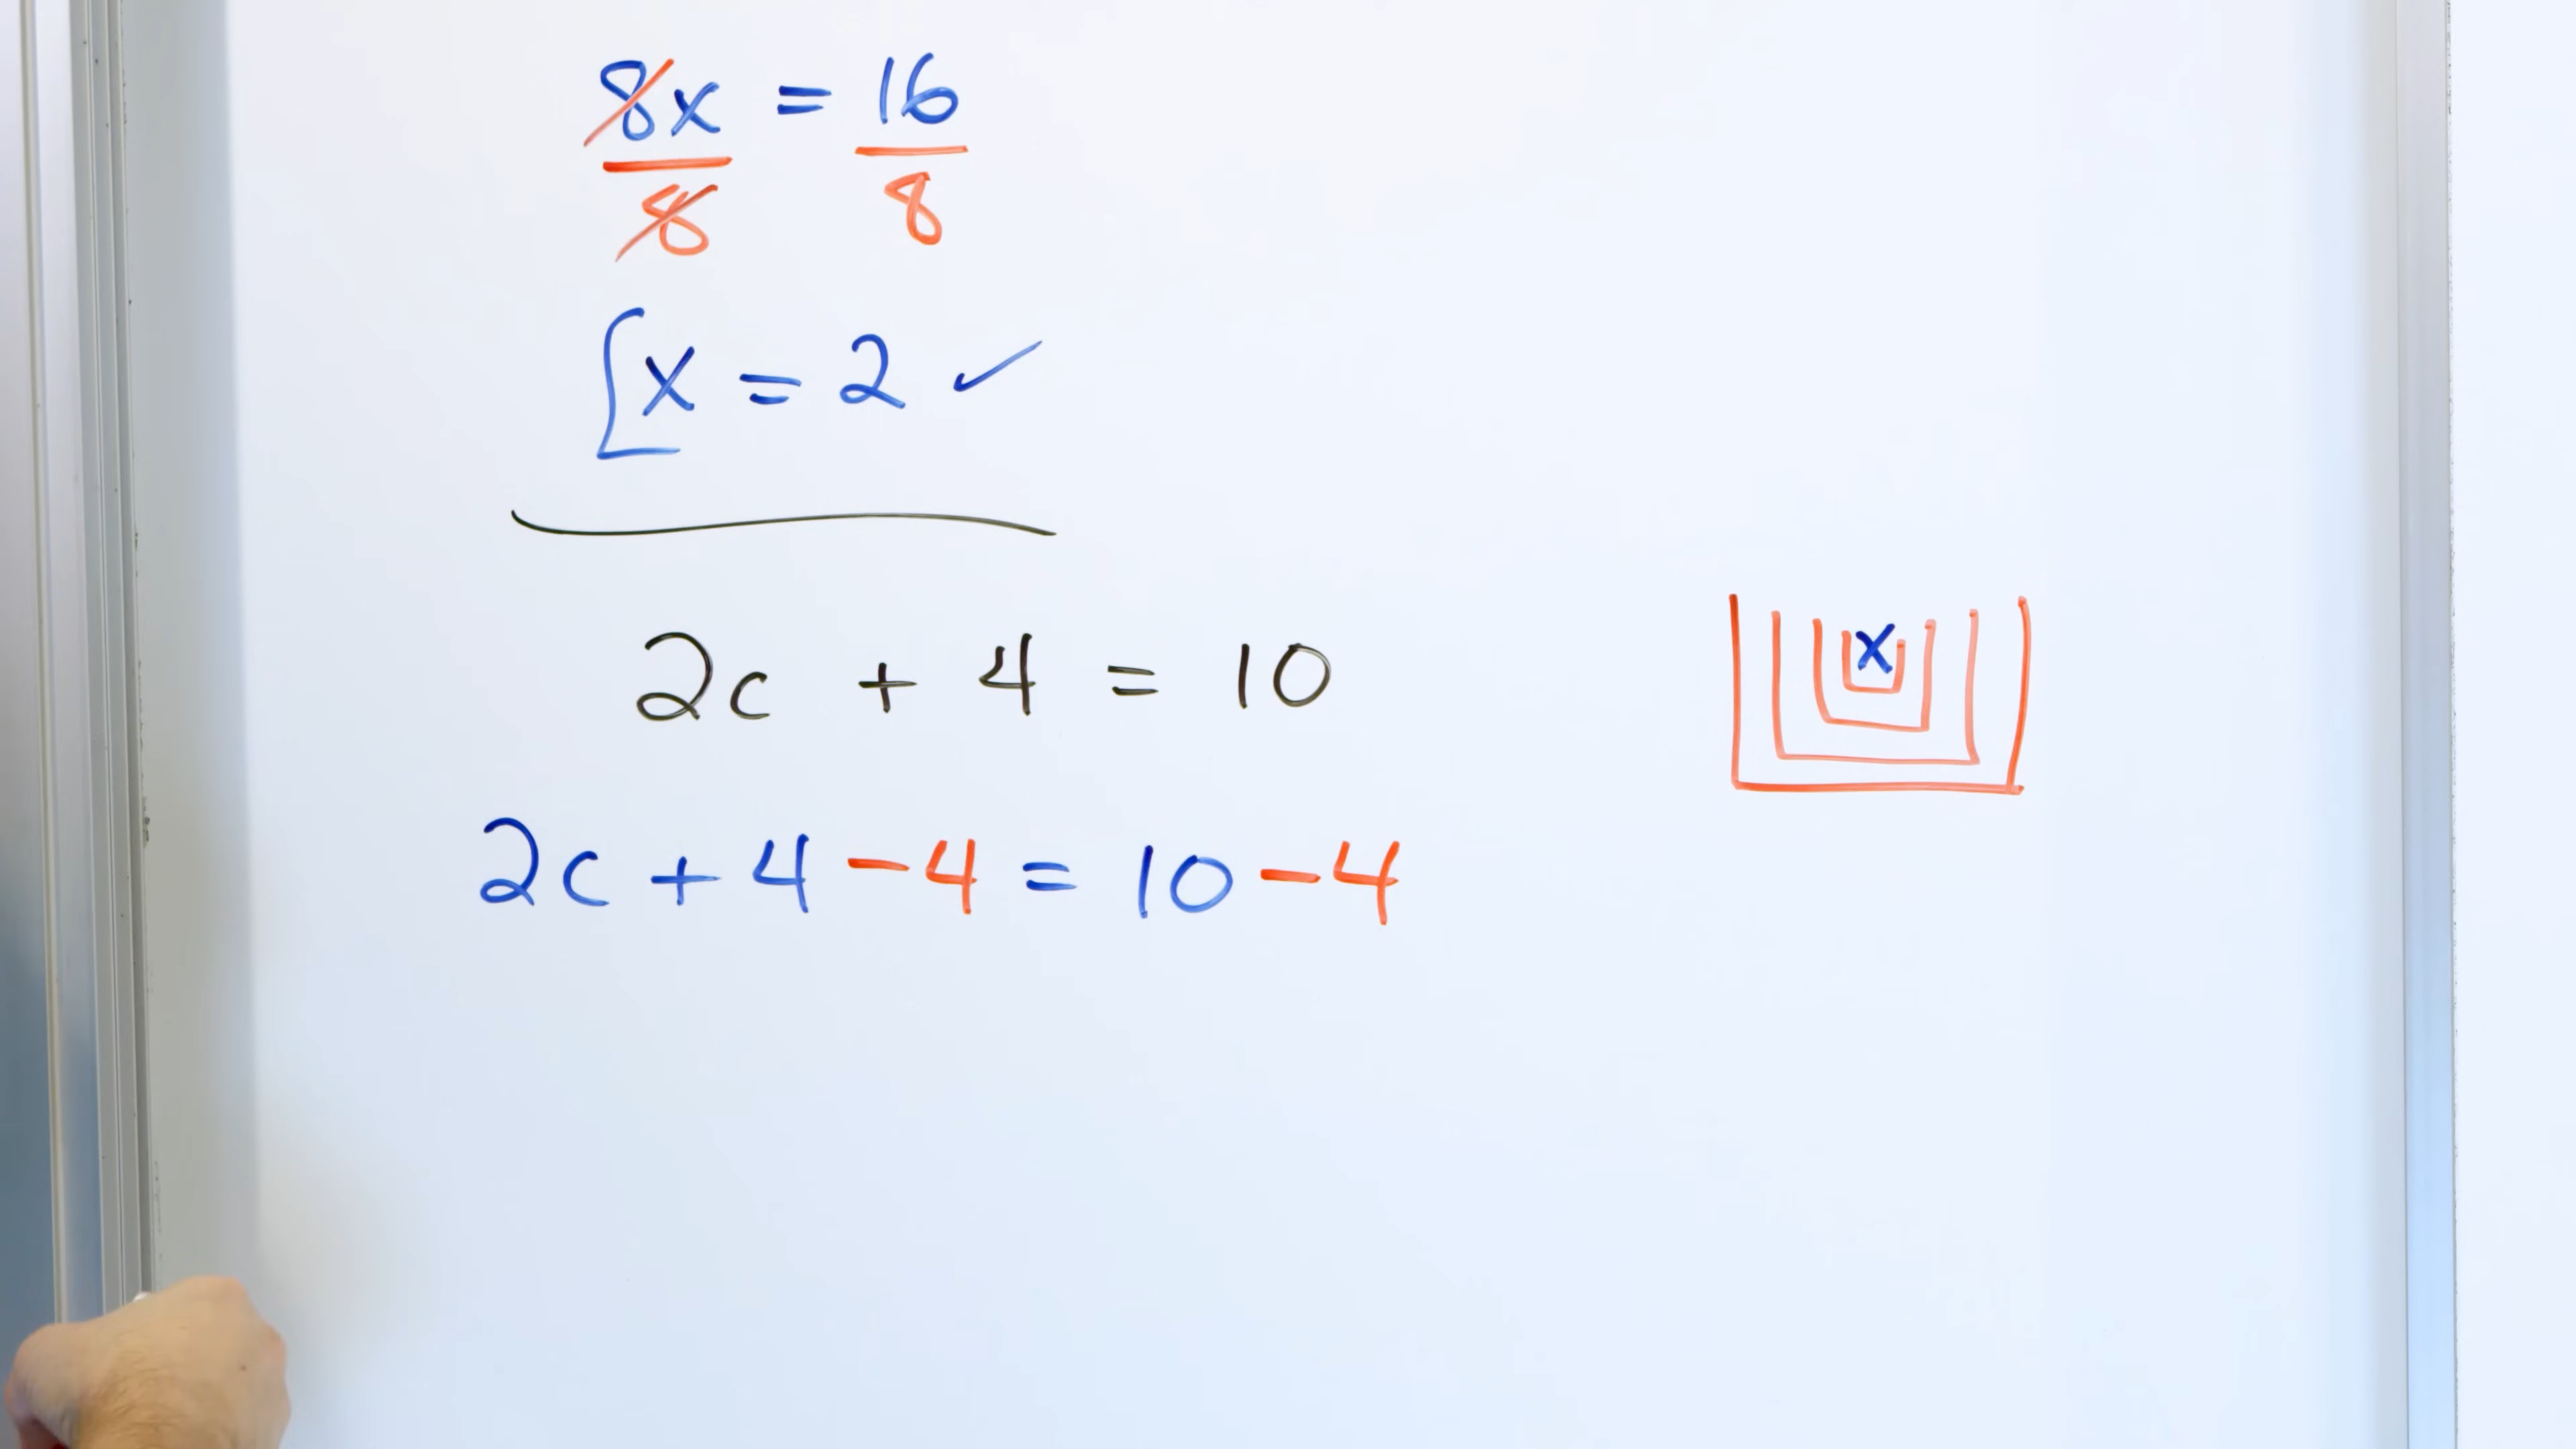 8x = 16
8 8
x = 2 ✓
2c + 4 = 10
x
2c + 4 - 4 = 10 - 4